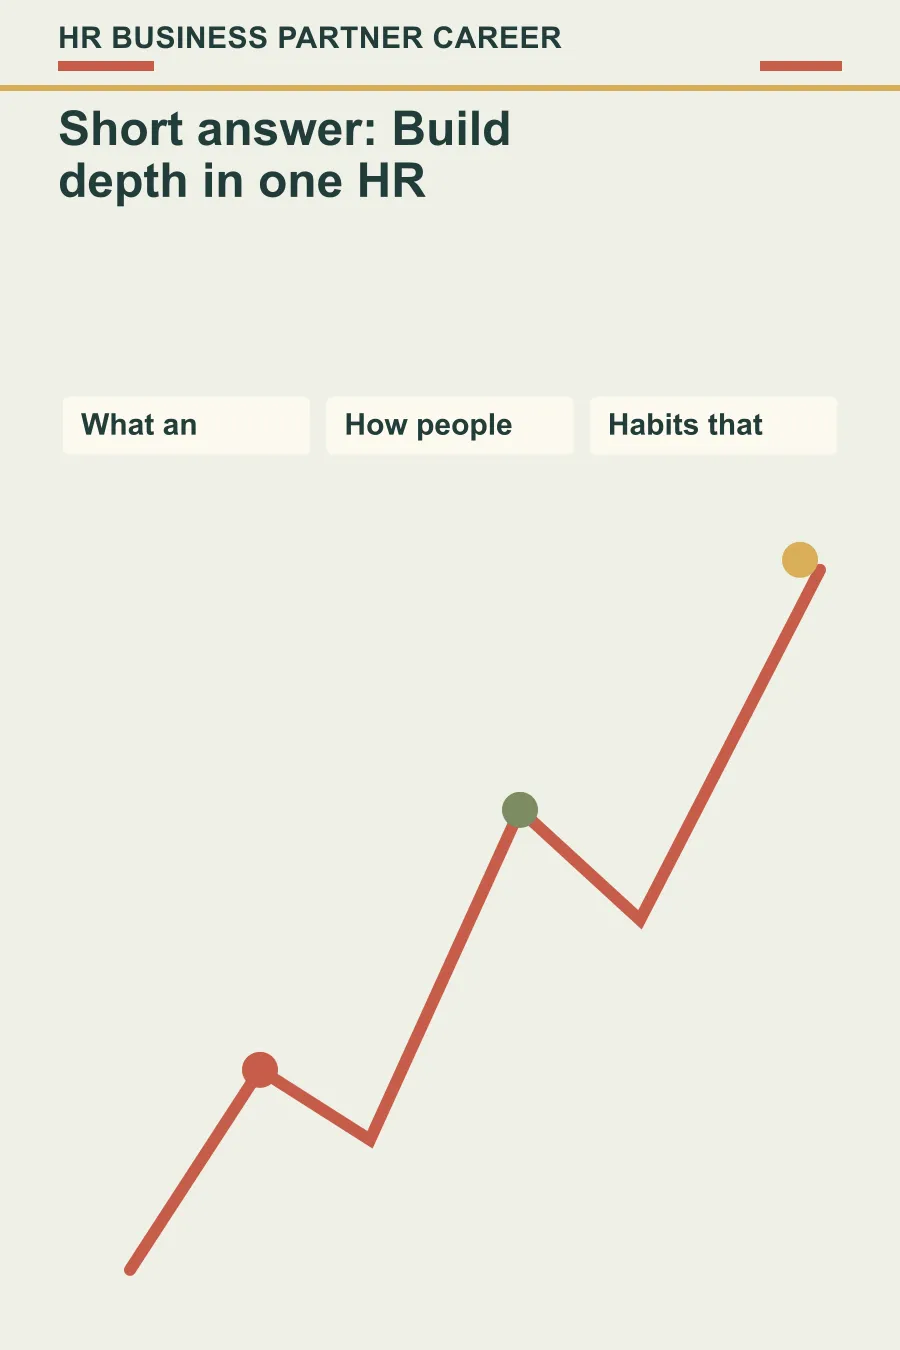 HR BUSINESS PARTNER CAREER
Short answer: Build
depth in one HR
What an
How people
Habits that